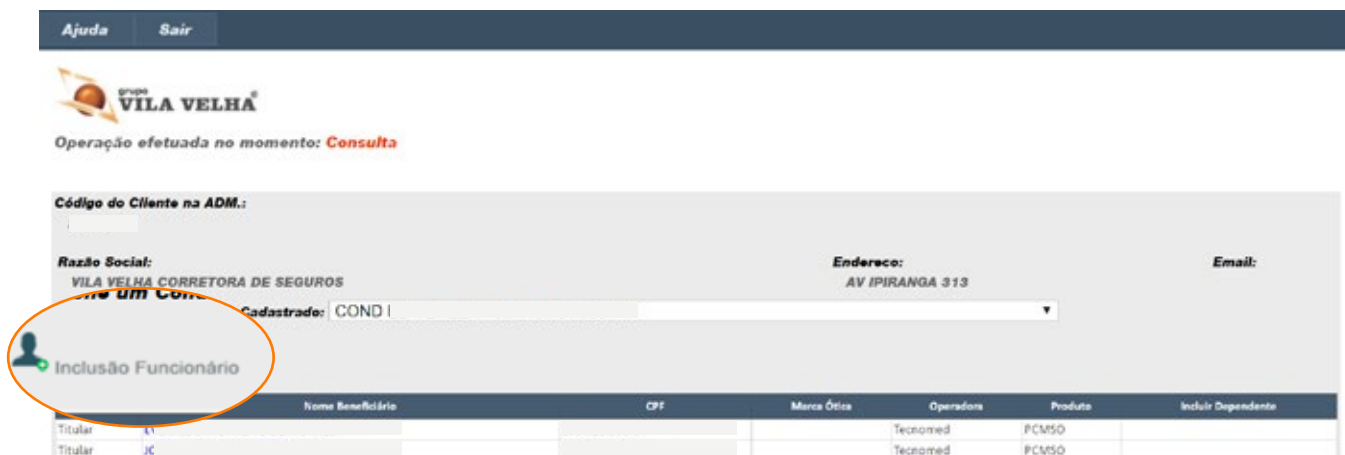 Ajuda Sair
grupo
VILA VELHA®
Operação efetuada no momento: Consulta
Código do Cliente na ADM.:
Razão Social: Endereco: Email:
VILA VELHA CORRETORA DE SEGUROS AV IPIRANGA 313
um
Cadastrado: COND
Inclusão Funcionário
Nome Beneficiário CPF Marca Ótica Operadora Produto Incluir Dependente
Titular Tecnomed PCMSO
Titular Tecnomed PCMSO